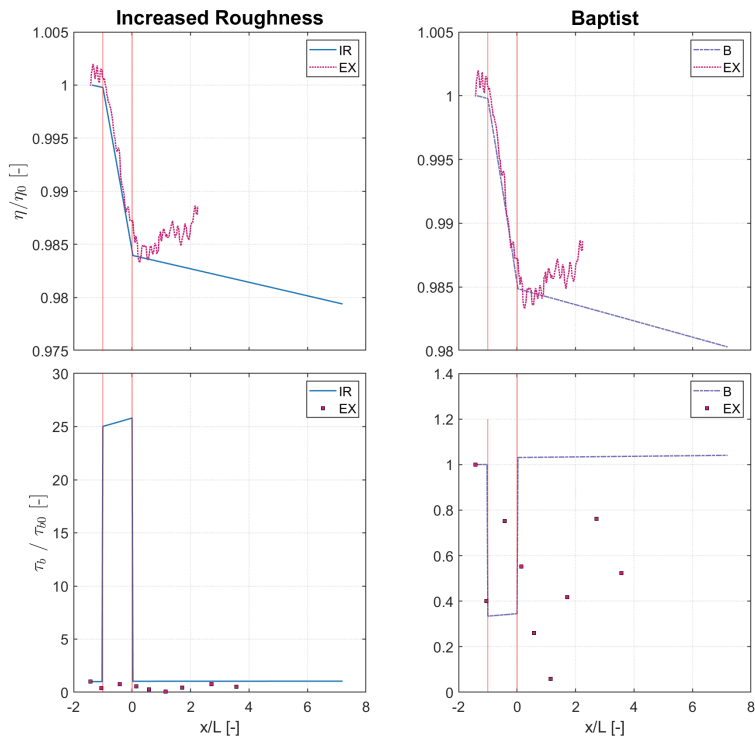 Increased Roughness
Baptist
1.005
1
0.995
0.99
0.985
0.98
0.975
η/η0 [-]
IR
EX
1.005
1
0.995
0.99
0.985
0.98
B
EX
30
25
20
15
10
5
0
τb / τb0 [-]
IR
EX
-2 0 2 4 6 8
x/L [-]
1.4
1.2
1
0.8
0.6
0.4
0.2
0
B
EX
-2 0 2 4 6 8
x/L [-]